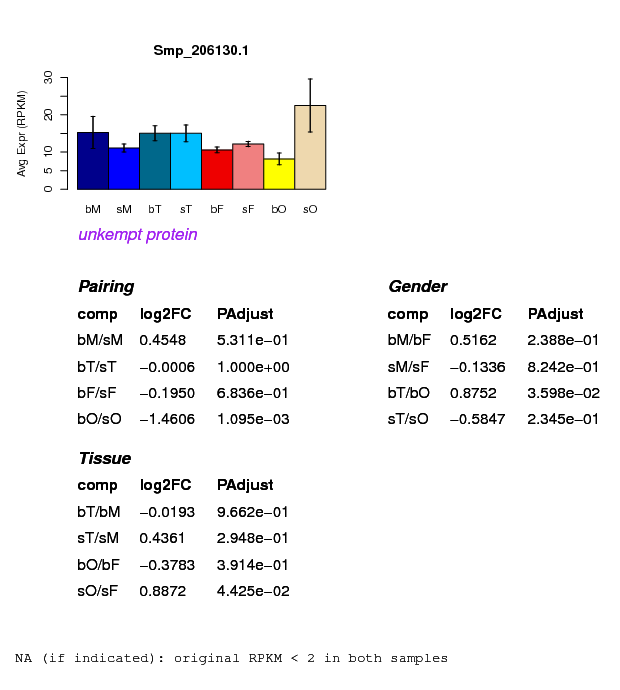 Smp_206130.1
Avg Expr (RPKM)
0 5 10 20 30
bM sM bT sT bF sF bO sO
unkempt protein
Pairing
comp log2FC PAdjust
bM/sM 0.4548 5.311e−01
bT/sT −0.0006 1.000e+00
bF/sF −0.1950 6.836e−01
bO/sO −1.4606 1.095e−03
Gender
comp log2FC PAdjust
bM/bF 0.5162 2.388e−01
sM/sF −0.1336 8.242e−01
bT/bO 0.8752 3.598e−02
sT/sO −0.5847 2.345e−01
Tissue
comp log2FC PAdjust
bT/bM −0.0193 9.662e−01
sT/sM 0.4361 2.948e−01
bO/bF −0.3783 3.914e−01
sO/sF 0.8872 4.425e−02
NA (if indicated): original RPKM < 2 in both samples